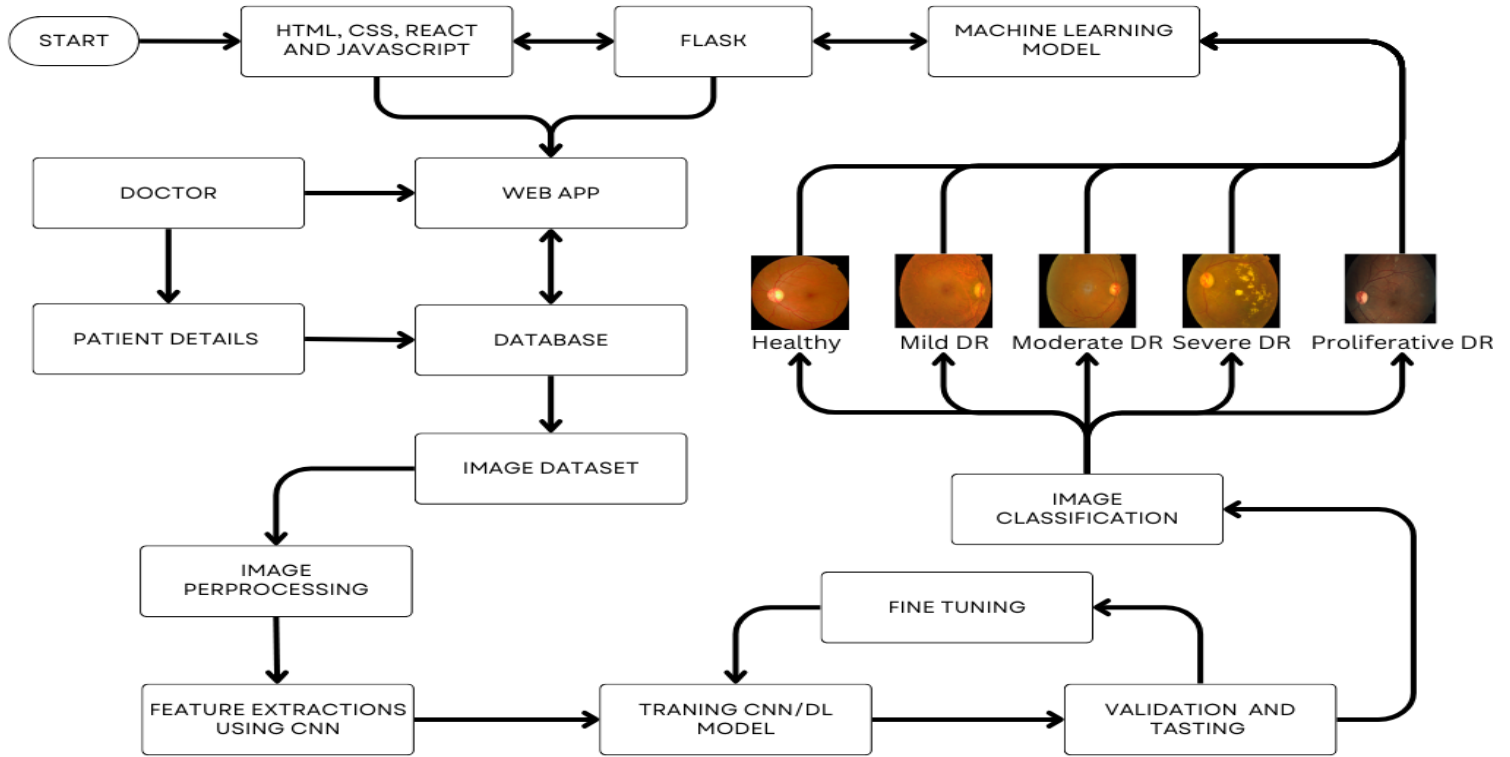 START
HTML, CSS, REACT
AND JAVASCRIPT
FLASK
MACHINE LEARNING
MODEL
DOCTOR
WEB APP
PATIENT DETAILS
DATABASE
Healthy
Mild DR
Moderate DR
Severe DR
Proliferative DR
IMAGE DATASET
IMAGE
CLASSIFICATION
IMAGE
PERPROCESSING
FINE TUNING
FEATURE EXTRACTIONS
USING CNN
TRANING CNN/DL
MODEL
VALIDATION AND
TASTING